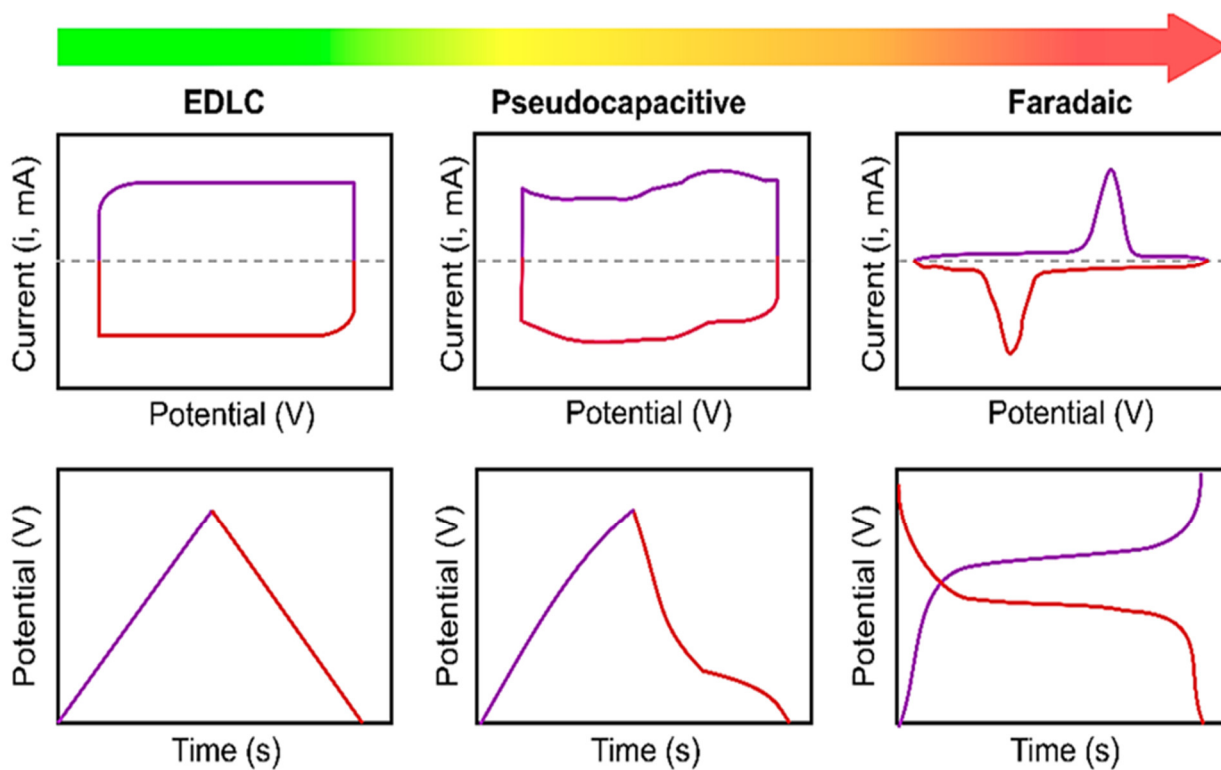 EDLC
Pseudocapacitive
Faradaic
Current (i, mA)
Current (i, mA)
Current (i, mA)
Potential (V)
Potential (V)
Potential (V)
Potential (V)
Potential (V)
Potential (V)
Time (s)
Time (s)
Time (s)